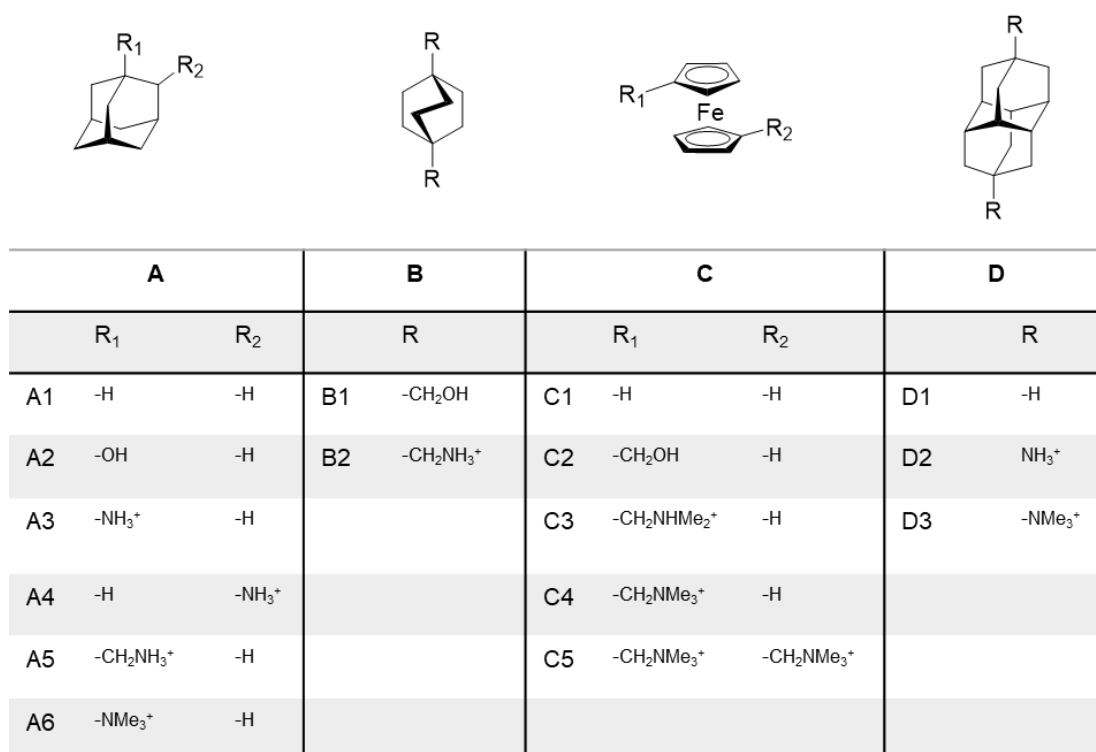 R₁ R₂
R
R
R₁ Fe R₂
R
R
A B C D
R₁ R₂ R R₁ R₂ R
A1 -H -H B1 -CH₂OH C1 -H -H D1 -H
A2 -OH -H B2 -CH₂NH₃⁺ C2 -CH₂OH -H D2 NH₃⁺
A3 -NH₃⁺ -H C3 -CH₂NHMe₂⁺ -H D3 -NMe₃⁺
A4 -H -NH₃⁺ C4 -CH₂NMe₃⁺ -H
A5 -CH₂NH₃⁺ -H C5 -CH₂NMe₃⁺ -CH₂NMe₃⁺
A6 -NMe₃⁺ -H